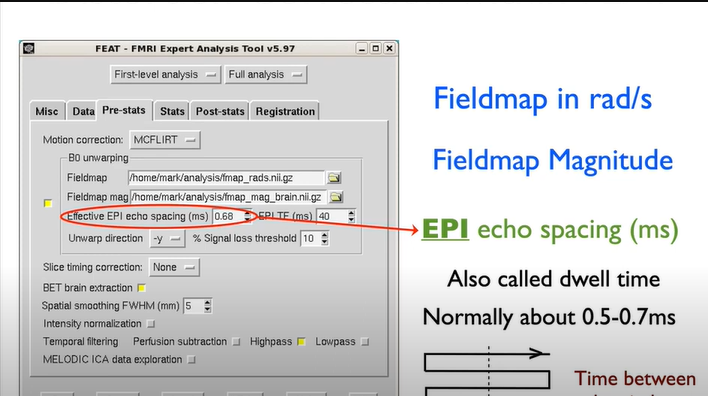 FEAT - FMRI Expert Analysis Tool v5.97
First-level analysis Full analysis
Misc Data Pre-stats Stats Post-stats Registration
Motion correction: MCFLIRT
B0 unwarping
Fieldmap /home/mark/analysis/fmap_rads.nii.gz
Fieldmap mag /home/mark/analysis/fmap_mag_brain.nii.gz
Effective EPI echo spacing (ms) 0.68 EPI TE (ms) 40
Unwarp direction -y % Signal loss threshold 10
Slice timing correction: None
BET brain extraction
Spatial smoothing FWHM (mm) 5
Intensity normalization
Temporal filtering Perfusion subtraction Highpass Lowpass
MELODIC ICA data exploration
Fieldmap in rad/s
Fieldmap Magnitude
EPI echo spacing (ms)
Also called dwell time
Normally about 0.5-0.7ms
Time between